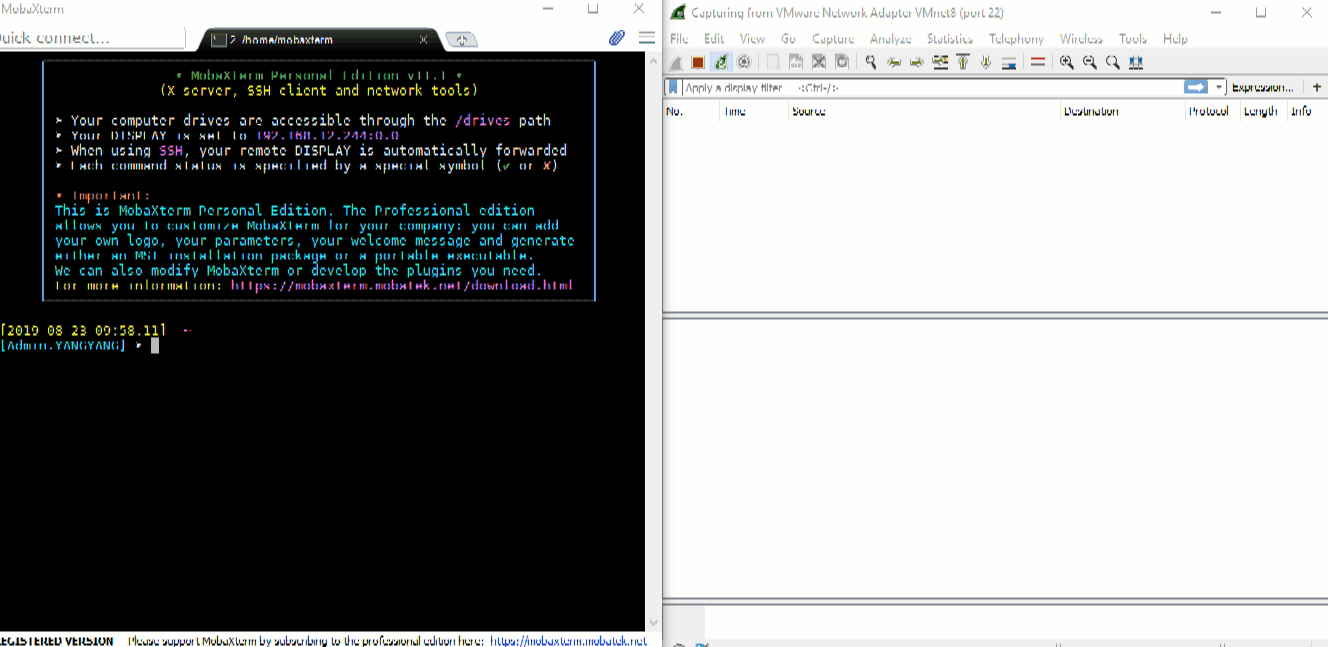 MobaXterm
uick connect...
2. /home/mobaxterm
• MobaXterm Personal Edition v11.1 •
(X server, SSH client and network tools)
➤ Your computer drives are accessible through the /drives path
➤ Your DISPLAY is set to 192.168.12.244:0.0
➤ When using SSH, your remote DISPLAY is automatically forwarded
➤ Each command status is specified by a special symbol (✓ or ✗)
• Important:
This is MobaXterm Personal Edition. The Professional edition
allows you to customize MobaXterm for your company: you can add
your own logo, your parameters, your welcome message and generate
either an MSI installation package or a portable executable.
We can also modify MobaXterm or develop the plugins you need.
For more information: https://mobaxterm.mobatek.net/download.html
[2019-08-23 09:58.11] ~
[Admin.YANGYANG] ➤
EGISTERED VERSION - Please support MobaXterm by subscribing to the professional edition here: https://mobaxterm.mobatek.net
Capturing from VMware Network Adapter VMnet8 (port 22)
File Edit View Go Capture Analyze Statistics Telephony Wireless Tools Help
Apply a display filter ... <Ctrl-/>
Expression... +
No. Time Source Destination Protocol Length Info